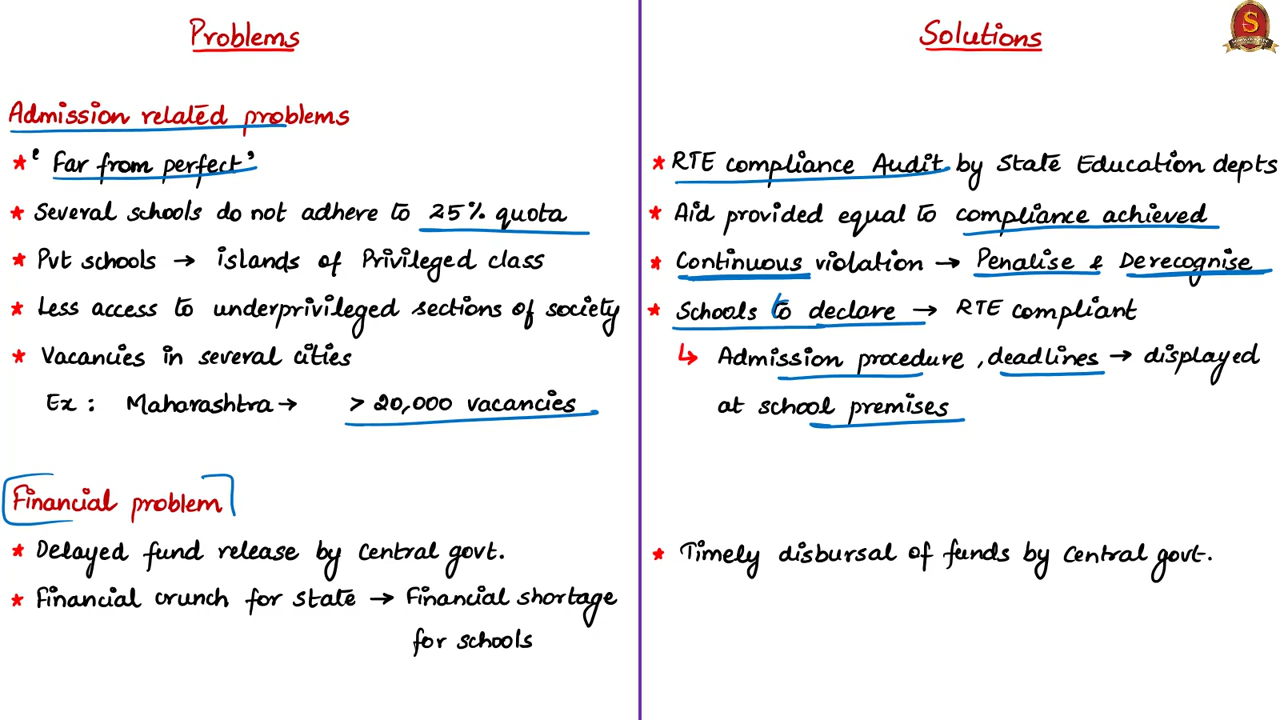 Problems
Admission related problems
* 'Far from perfect'
* Several schools do not adhere to 25% quota
* Pvt schools → islands of Privileged class
* Less access to underprivileged sections of society
* Vacancies in several cities
Ex : Maharashtra → > 20,000 vacancies
Financial problem
* Delayed fund release by Central govt.
* Financial crunch for state → Financial shortage
for schools
Solutions
* RTE compliance Audit by State Education depts
* Aid provided equal to compliance achieved
* Continuous violation → Penalise & Derecognise
* Schools to declare → RTE compliant
↳ Admission procedure, deadlines → displayed
at school premises
* Timely disbursal of funds by Central govt.
S